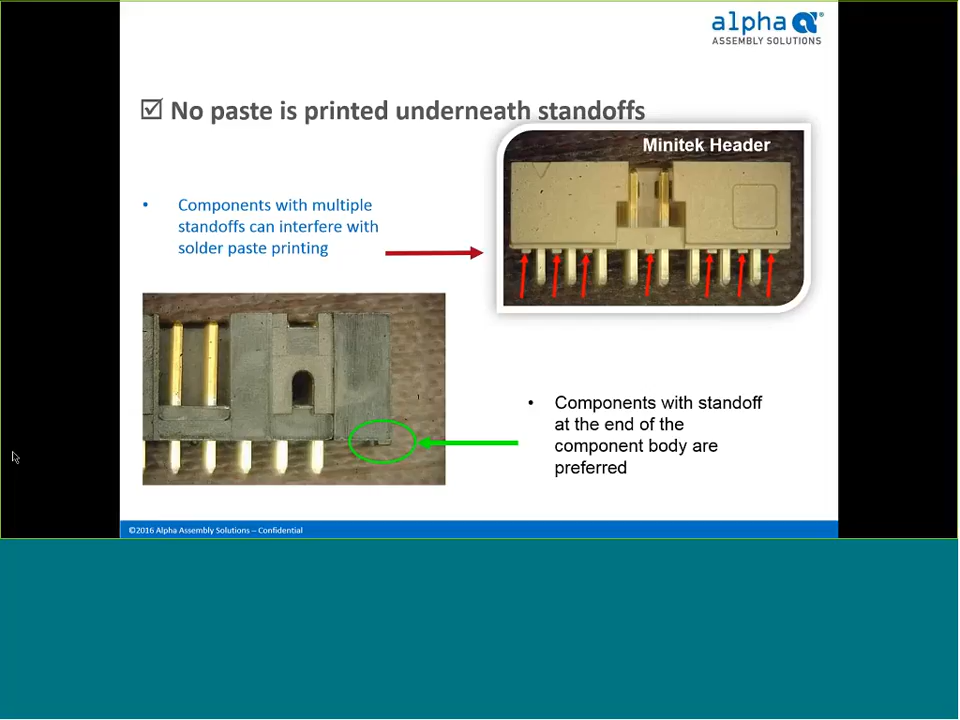 alpha
ASSEMBLY SOLUTIONS
No paste is printed underneath standoffs
Minitek Header
• Components with multiple
standoffs can interfere with
solder paste printing
• Components with standoff
at the end of the
component body are
preferred
©2016 Alpha Assembly Solutions – Confidential